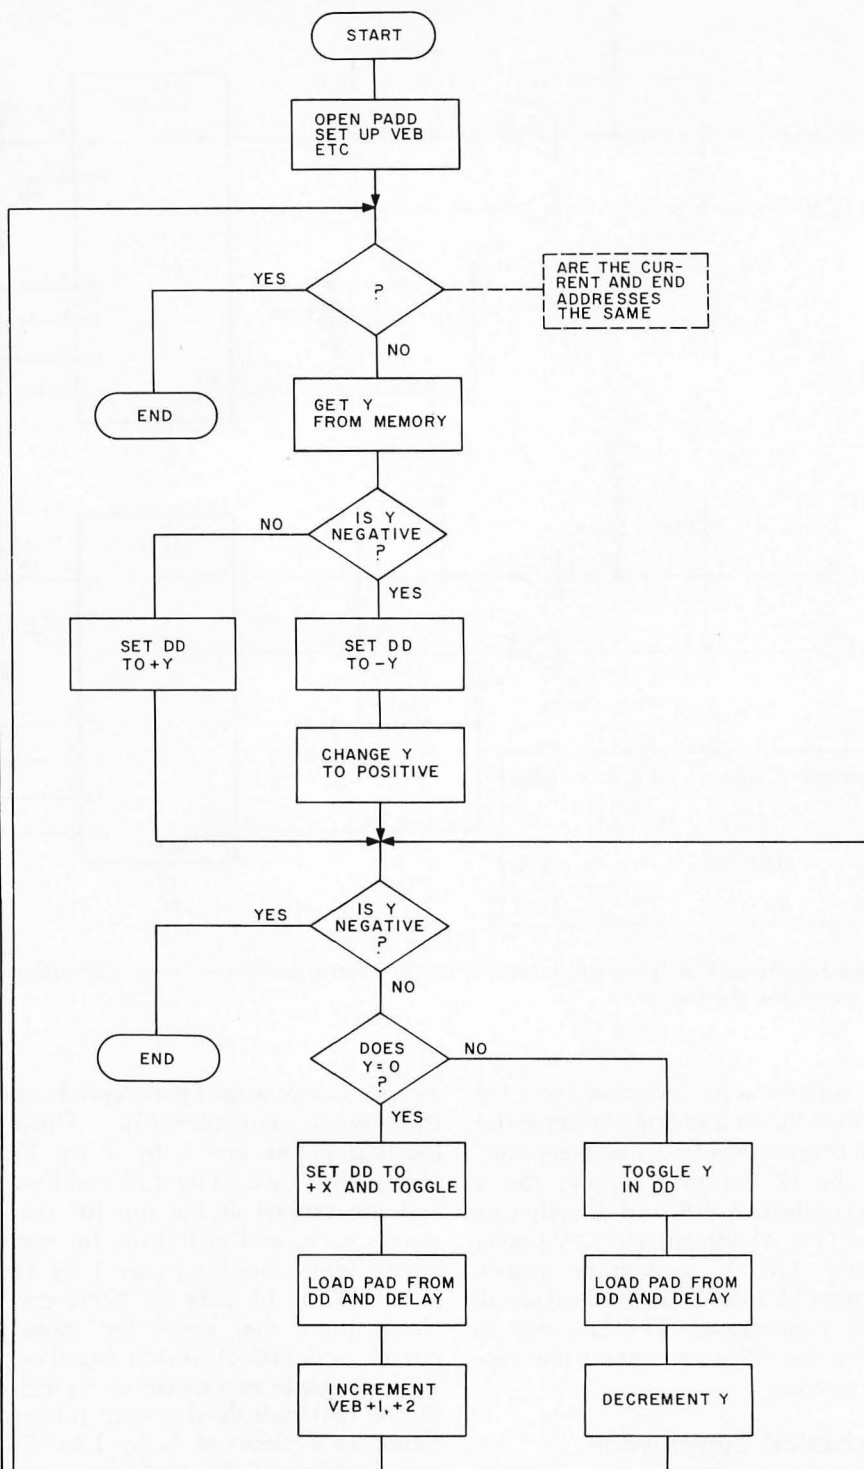 START
OPEN PADD
SET UP VEB
ETC
YES
?
ARE THE CUR-
RENT AND END
ADDRESSES
THE SAME
NO
END
GET Y
FROM MEMORY
NO
IS Y
NEGATIVE
?
YES
SET DD
TO +Y
SET DD
TO -Y
CHANGE Y
TO POSITIVE
YES
IS Y
NEGATIVE
?
NO
END
DOES
Y=0
?
NO
YES
SET DD TO
+X AND TOGGLE
TOGGLE Y
IN DD
LOAD PAD FROM
DD AND DELAY
LOAD PAD FROM
DD AND DELAY
INCREMENT
VEB +1, +2
DECREMENT Y